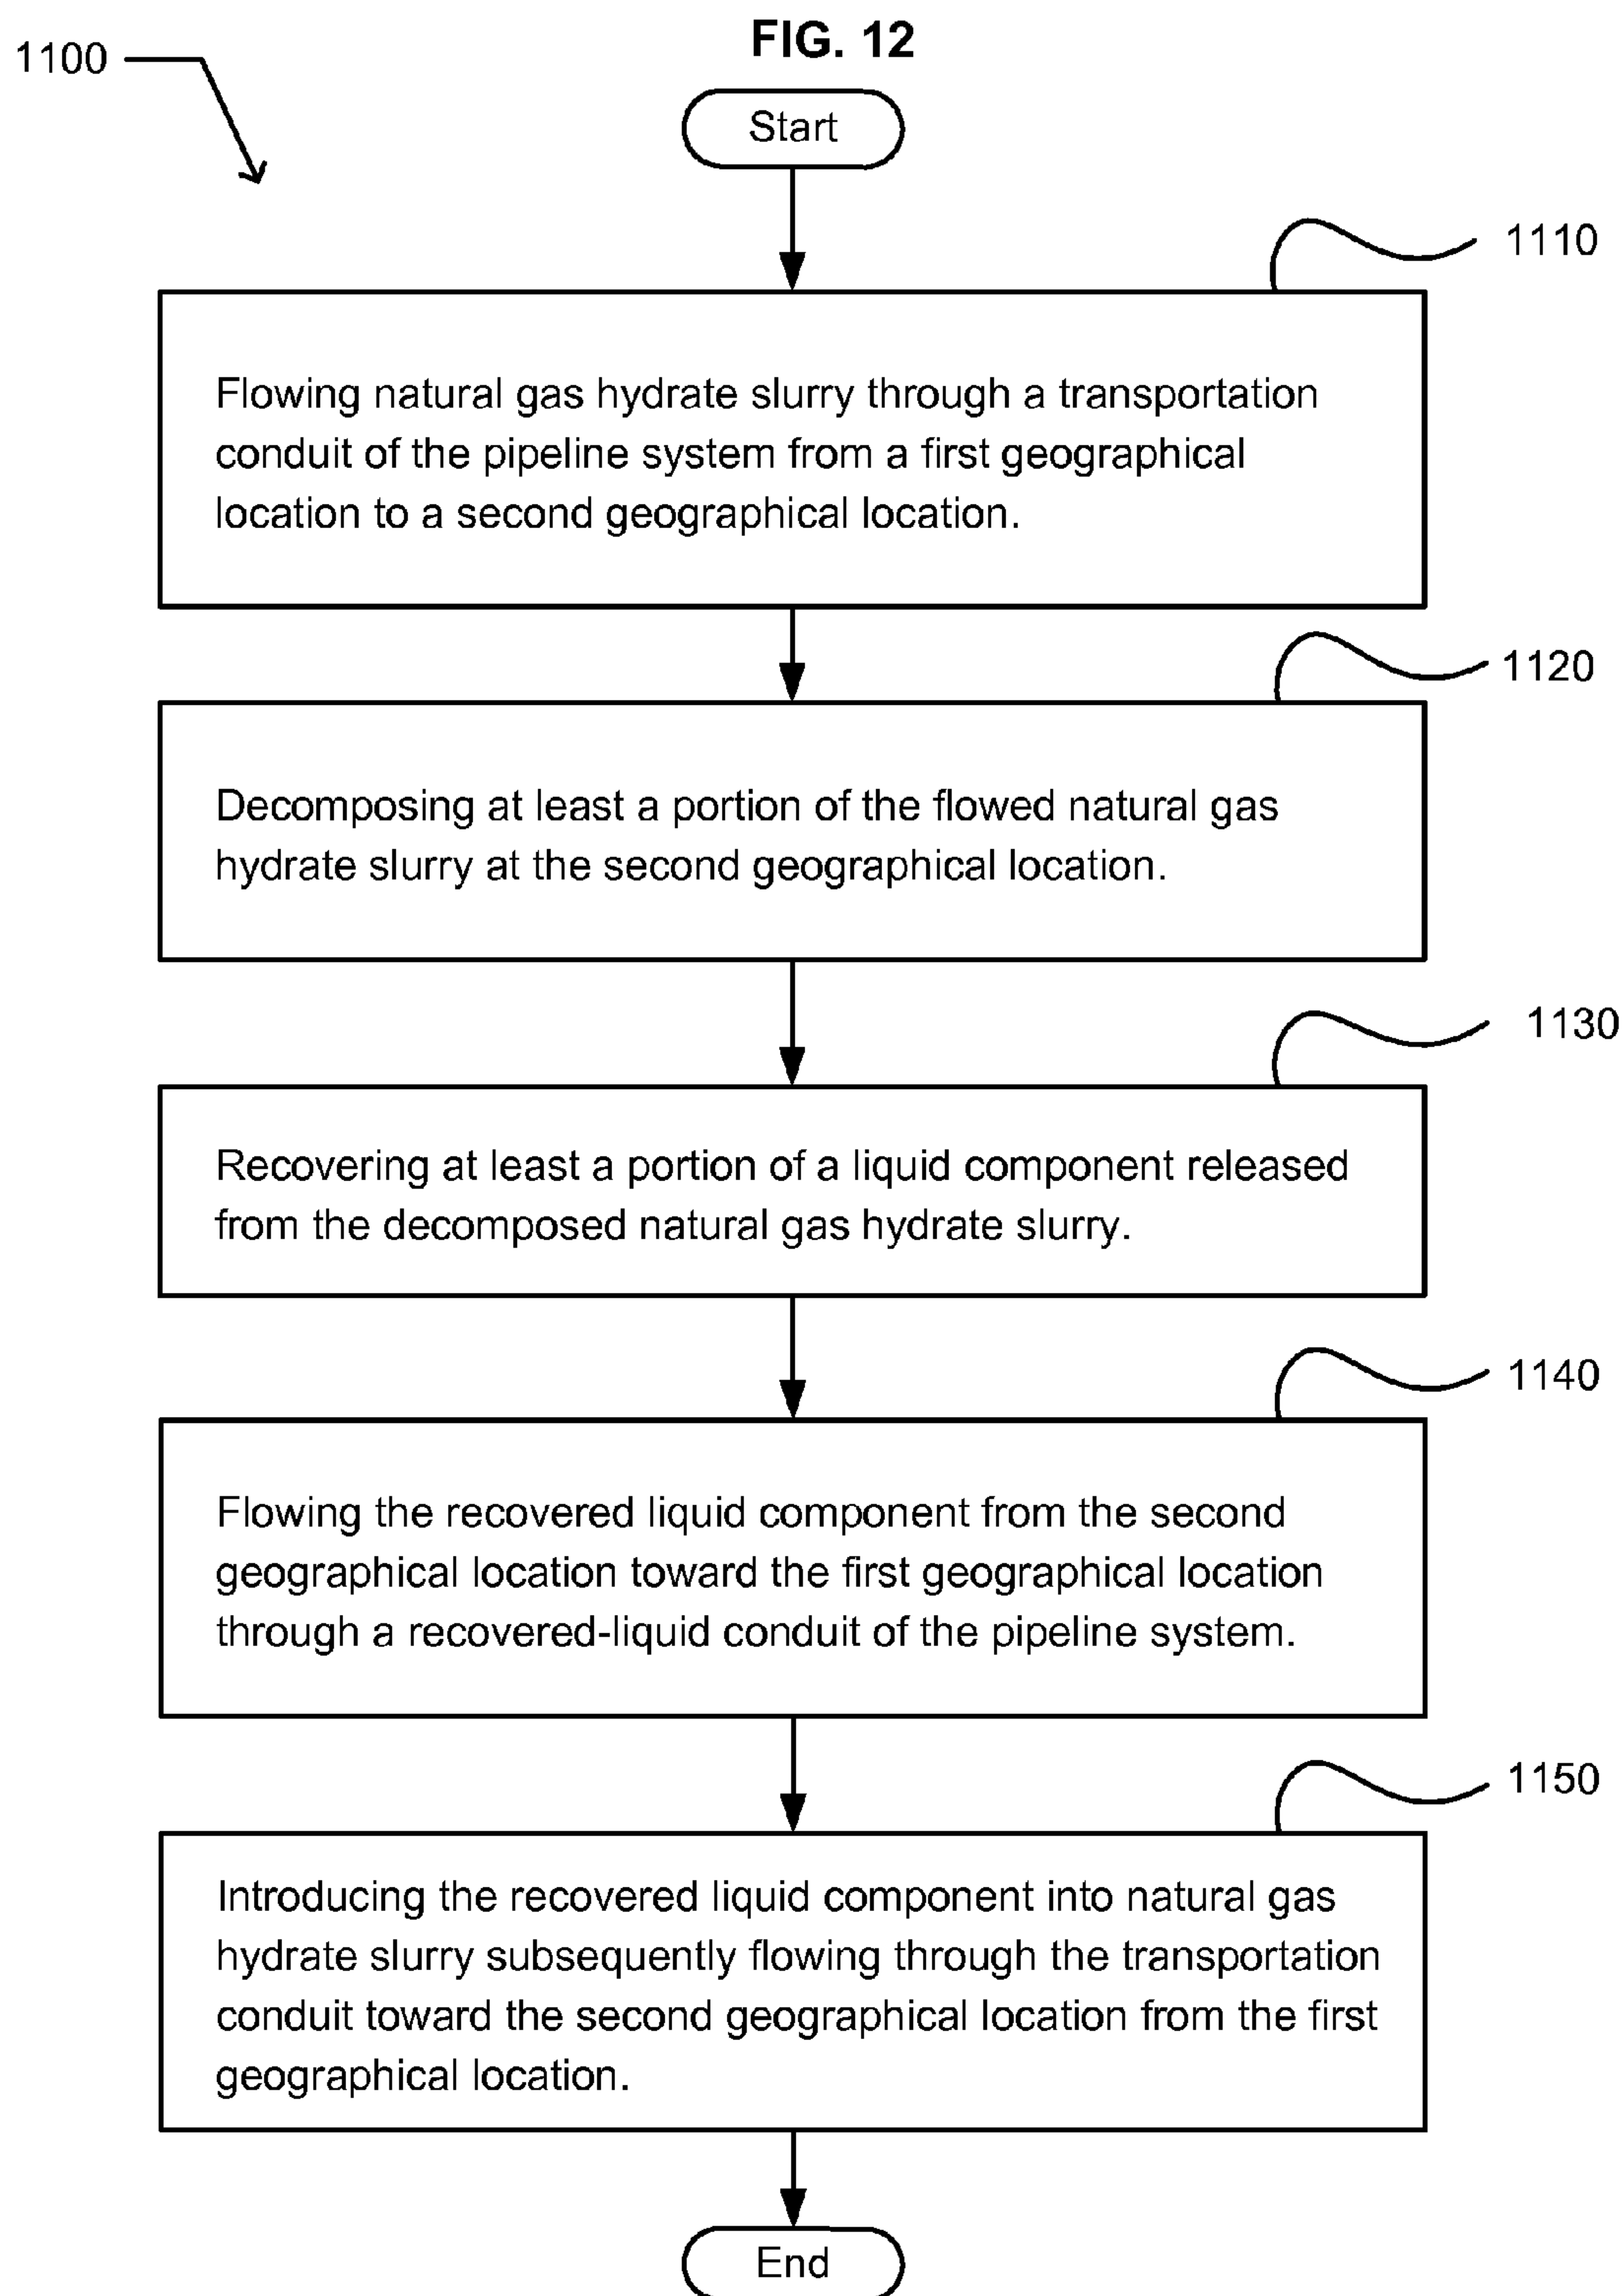 FIG. 12
1100
Start
1110
Flowing natural gas hydrate slurry through a transportation
conduit of the pipeline system from a first geographical
location to a second geographical location.
1120
Decomposing at least a portion of the flowed natural gas
hydrate slurry at the second geographical location.
1130
Recovering at least a portion of a liquid component released
from the decomposed natural gas hydrate slurry.
1140
Flowing the recovered liquid component from the second
geographical location toward the first geographical location
through a recovered-liquid conduit of the pipeline system.
1150
Introducing the recovered liquid component into natural gas
hydrate slurry subsequently flowing through the transportation
conduit toward the second geographical location from the first
geographical location.
End